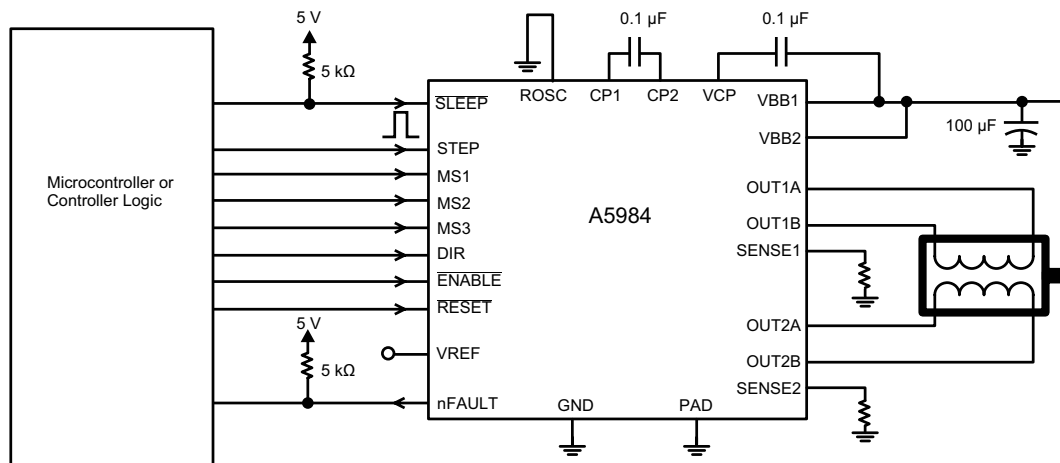 5 V
0.1 µF
0.1 µF
5 kΩ
SLEEP
ROSC
CP1
CP2
VCP
VBB1
100 µF
VBB2
STEP
Microcontroller or
Controller Logic
MS1
MS2
MS3
DIR
ENABLE
RESET
A5984
OUT1A
OUT1B
SENSE1
5 V
5 kΩ
VREF
nFAULT
OUT2A
OUT2B
SENSE2
GND
PAD